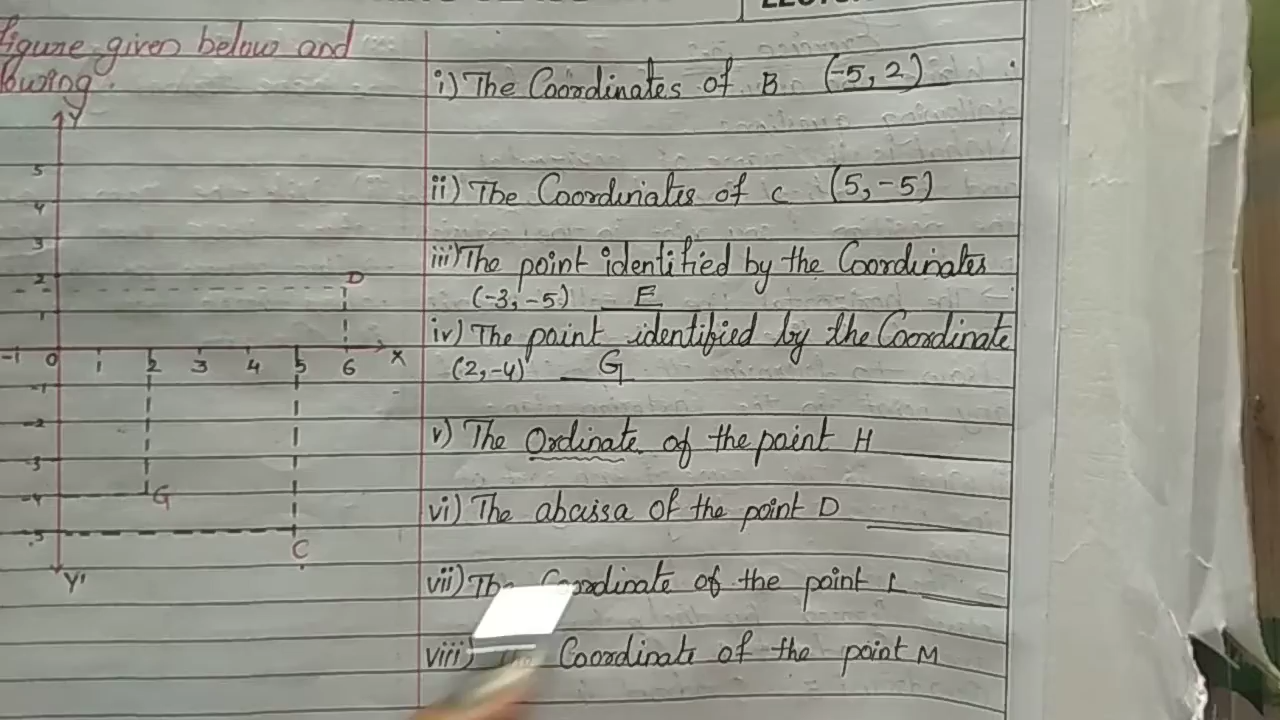 figure given below and
lowing.
i) The Coordinates of B (-5, 2)
ii) The Coordinates of C (5, -5)
iii) The point identified by the Coordinates
(-3, -5) E
iv) The point identified by the Coordinate
(2, -4) G
v) The Ordinate of the point H
vi) The abcissa of the point D
vii) The Coordinate of the point L
viii) The Coordinate of the point M
Y
5
4
3
2
D
1
-1 0 1 2 3 4 5 6 X
-1
-2
-3
-4
G
-5
C
Y'